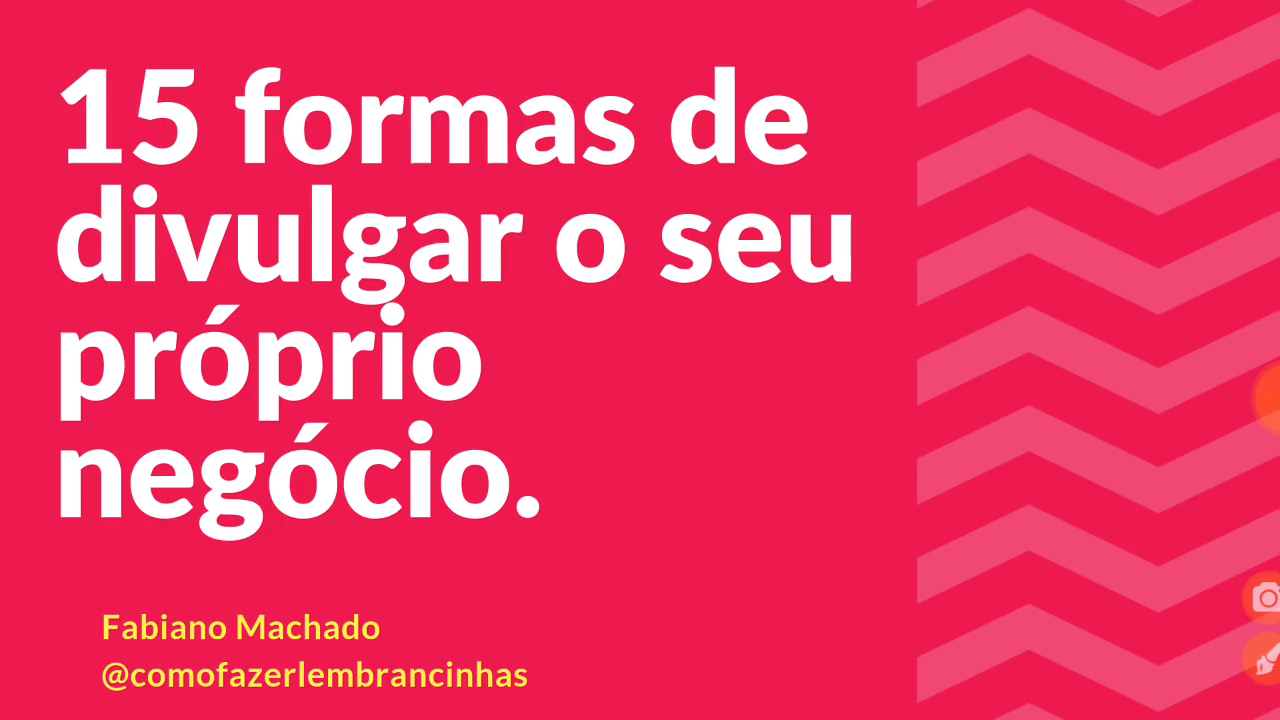 15 formas de
divulgar o seu
próprio
negócio.
Fabiano Machado
@comofazerlembrancinhas